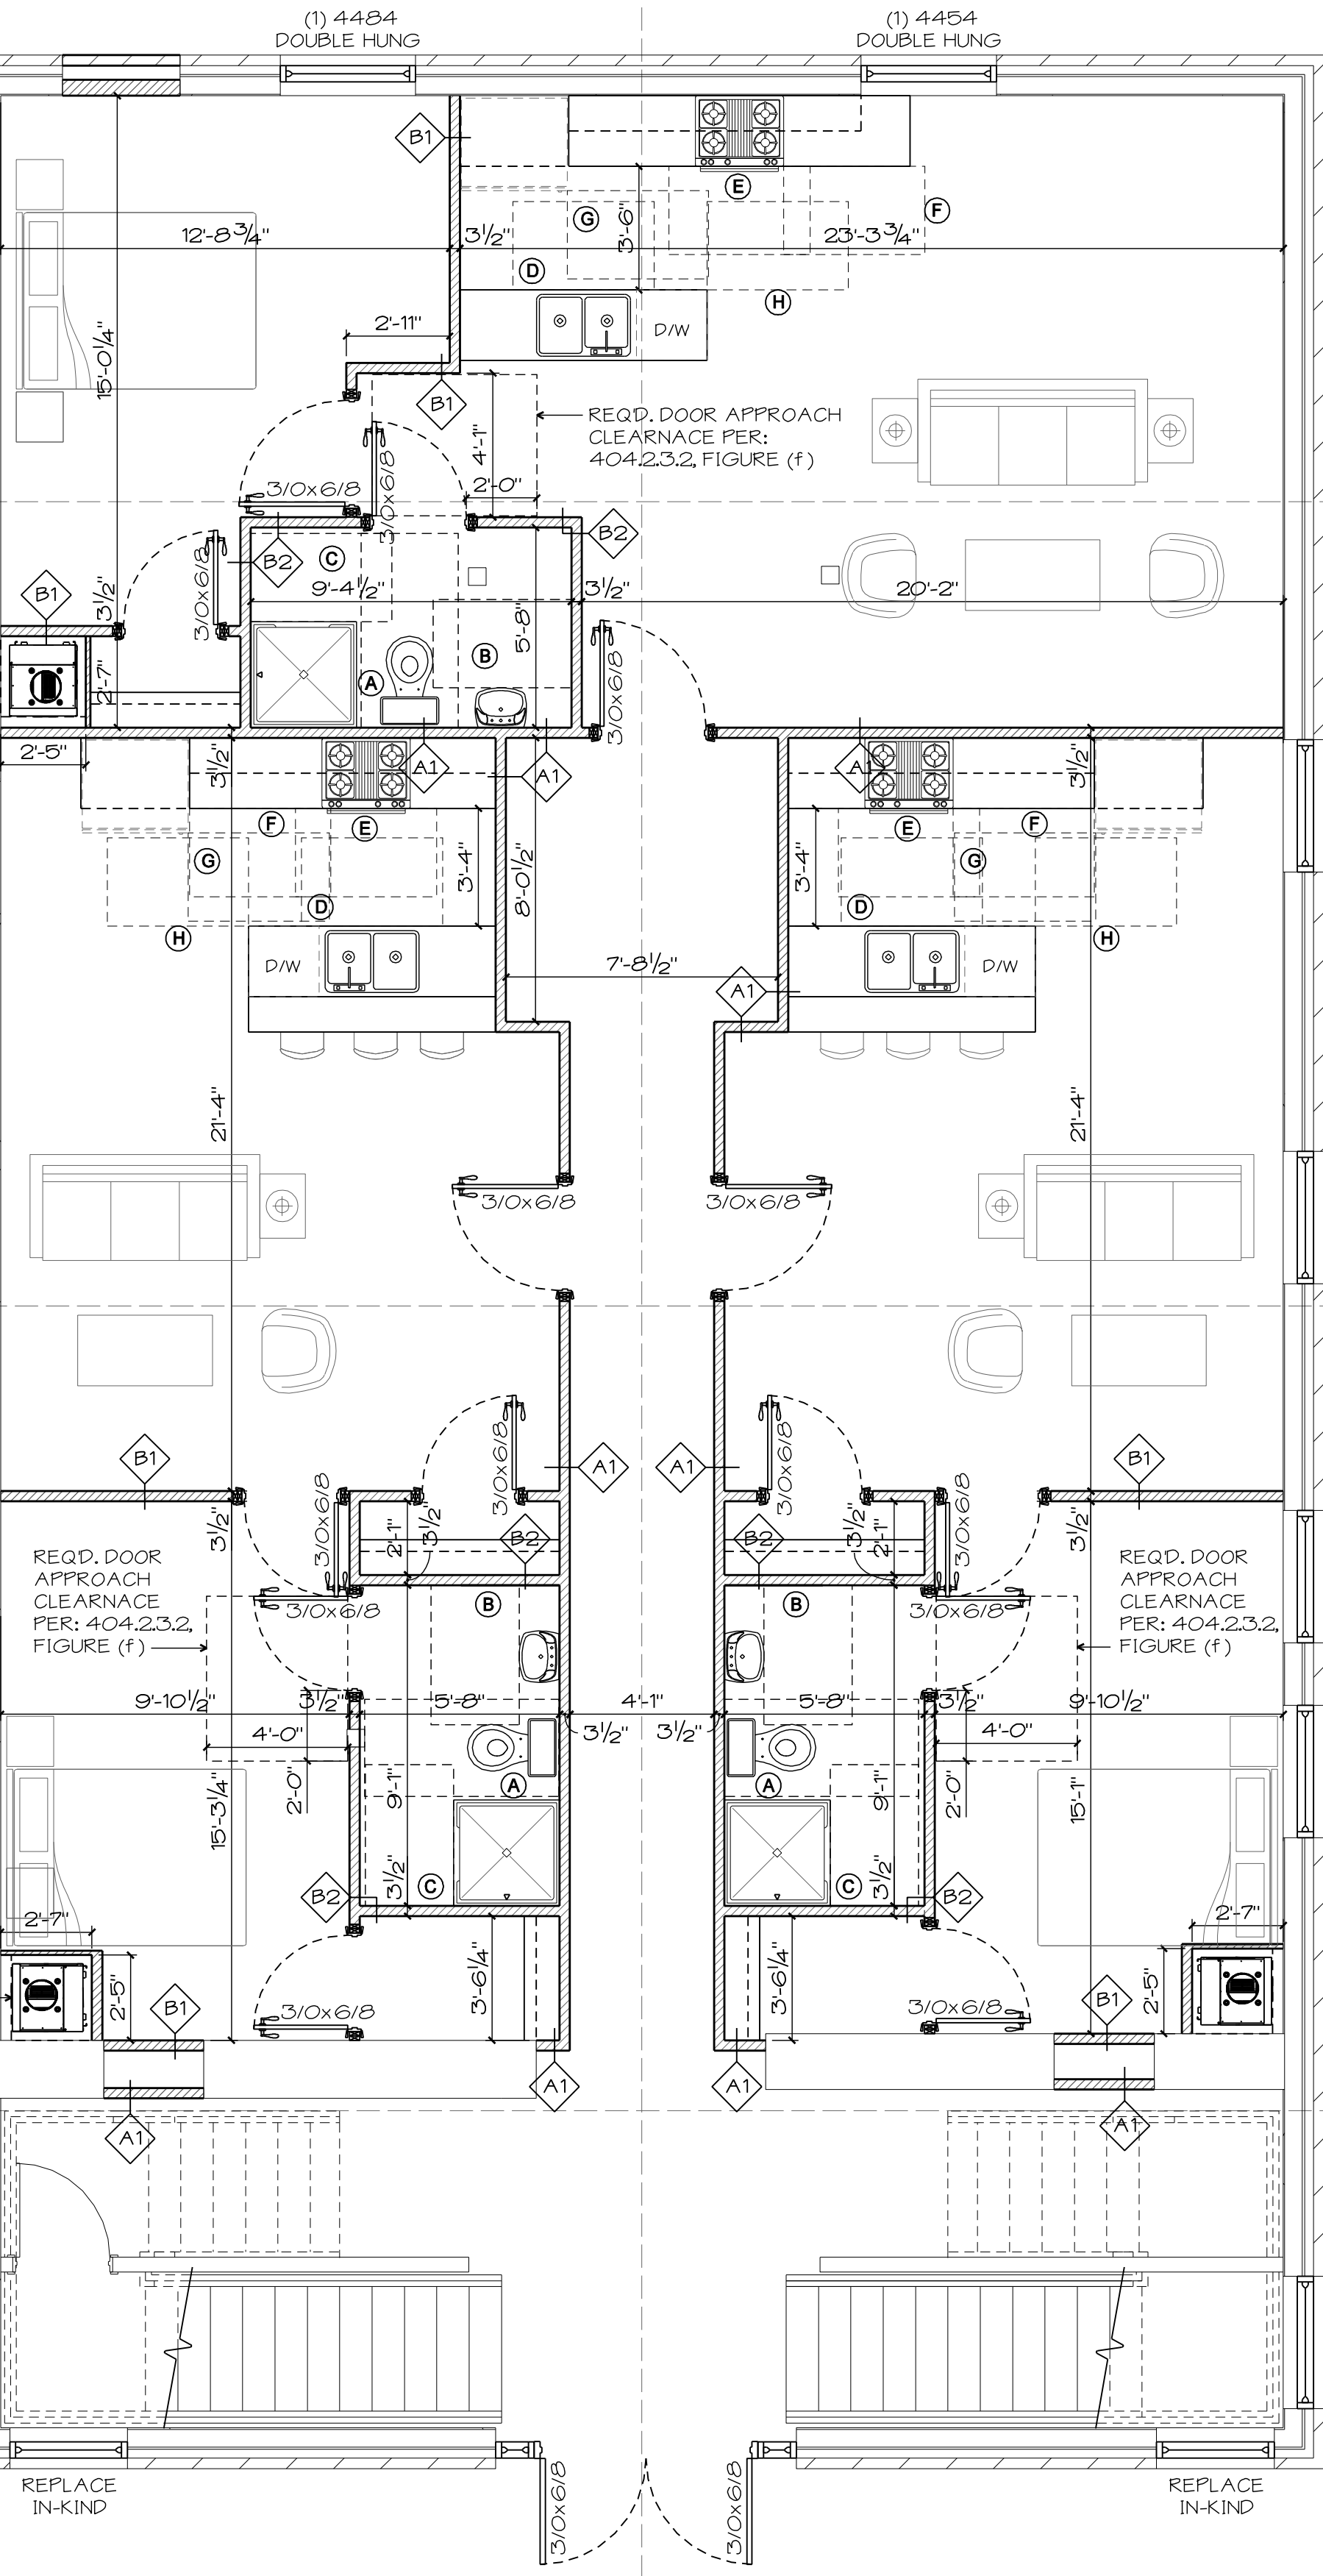 (1) 4484
DOUBLE HUNG
(1) 4454
DOUBLE HUNG
B1
E
G
F
12'-8 3/4"
3 1/2"
3'-6"
23'-3 3/4"
D
H
2'-11"
D/W
15'-0 1/4"
B1
REQ'D. DOOR APPROACH
CLEARNACE PER:
404.2.3.2, FIGURE (f)
4'-1"
3/0x6/8
3/0x6/8
2'-0"
B2
B2
C
3/0x6/8
9'-4 1/2"
3 1/2"
20'-2"
B1
3 1/2"
5'-8"
B
A
3/0x6/8
2'-7"
2'-5"
3 1/2"
A1
A1
A1
3 1/2"
F
E
E
F
G
3'-4"
8'-0 1/2"
3'-4"
G
D
D
H
H
D/W
7'-8 1/2"
D/W
A1
21'-4"
21'-4"
3/0x6/8
3/0x6/8
B1
3/0x6/8
A1
A1
3/0x6/8
B1
3 1/2"
3/0x6/8
2'-1"
3 1/2"
B2
B2
3 1/2"
2'-1"
3/0x6/8
3 1/2"
REQ'D. DOOR
APPROACH
CLEARNACE
PER: 404.2.3.2,
FIGURE (f)
3/0x6/8
B
B
3/0x6/8
REQ'D. DOOR
APPROACH
CLEARNACE
PER: 404.2.3.2,
FIGURE (f)
9'-10 1/2"
3 1/2"
5'-8"
3 1/2"
4'-1"
3 1/2"
5'-8"
3 1/2"
9'-10 1/2"
4'-0"
4'-0"
2'-0"
A
A
2'-0"
15'-3 1/4"
9'-1"
9'-1"
15'-1"
C
C
B2
3 1/2"
3 1/2"
B2
2'-7"
2'-7"
2'-5"
B1
3/0x6/8
3'-6 1/4"
3'-6 1/4"
3/0x6/8
B1
2'-5"
A1
A1
A1
A1
REPLACE
IN-KIND
3/0x6/8
3/0x6/8
REPLACE
IN-KIND